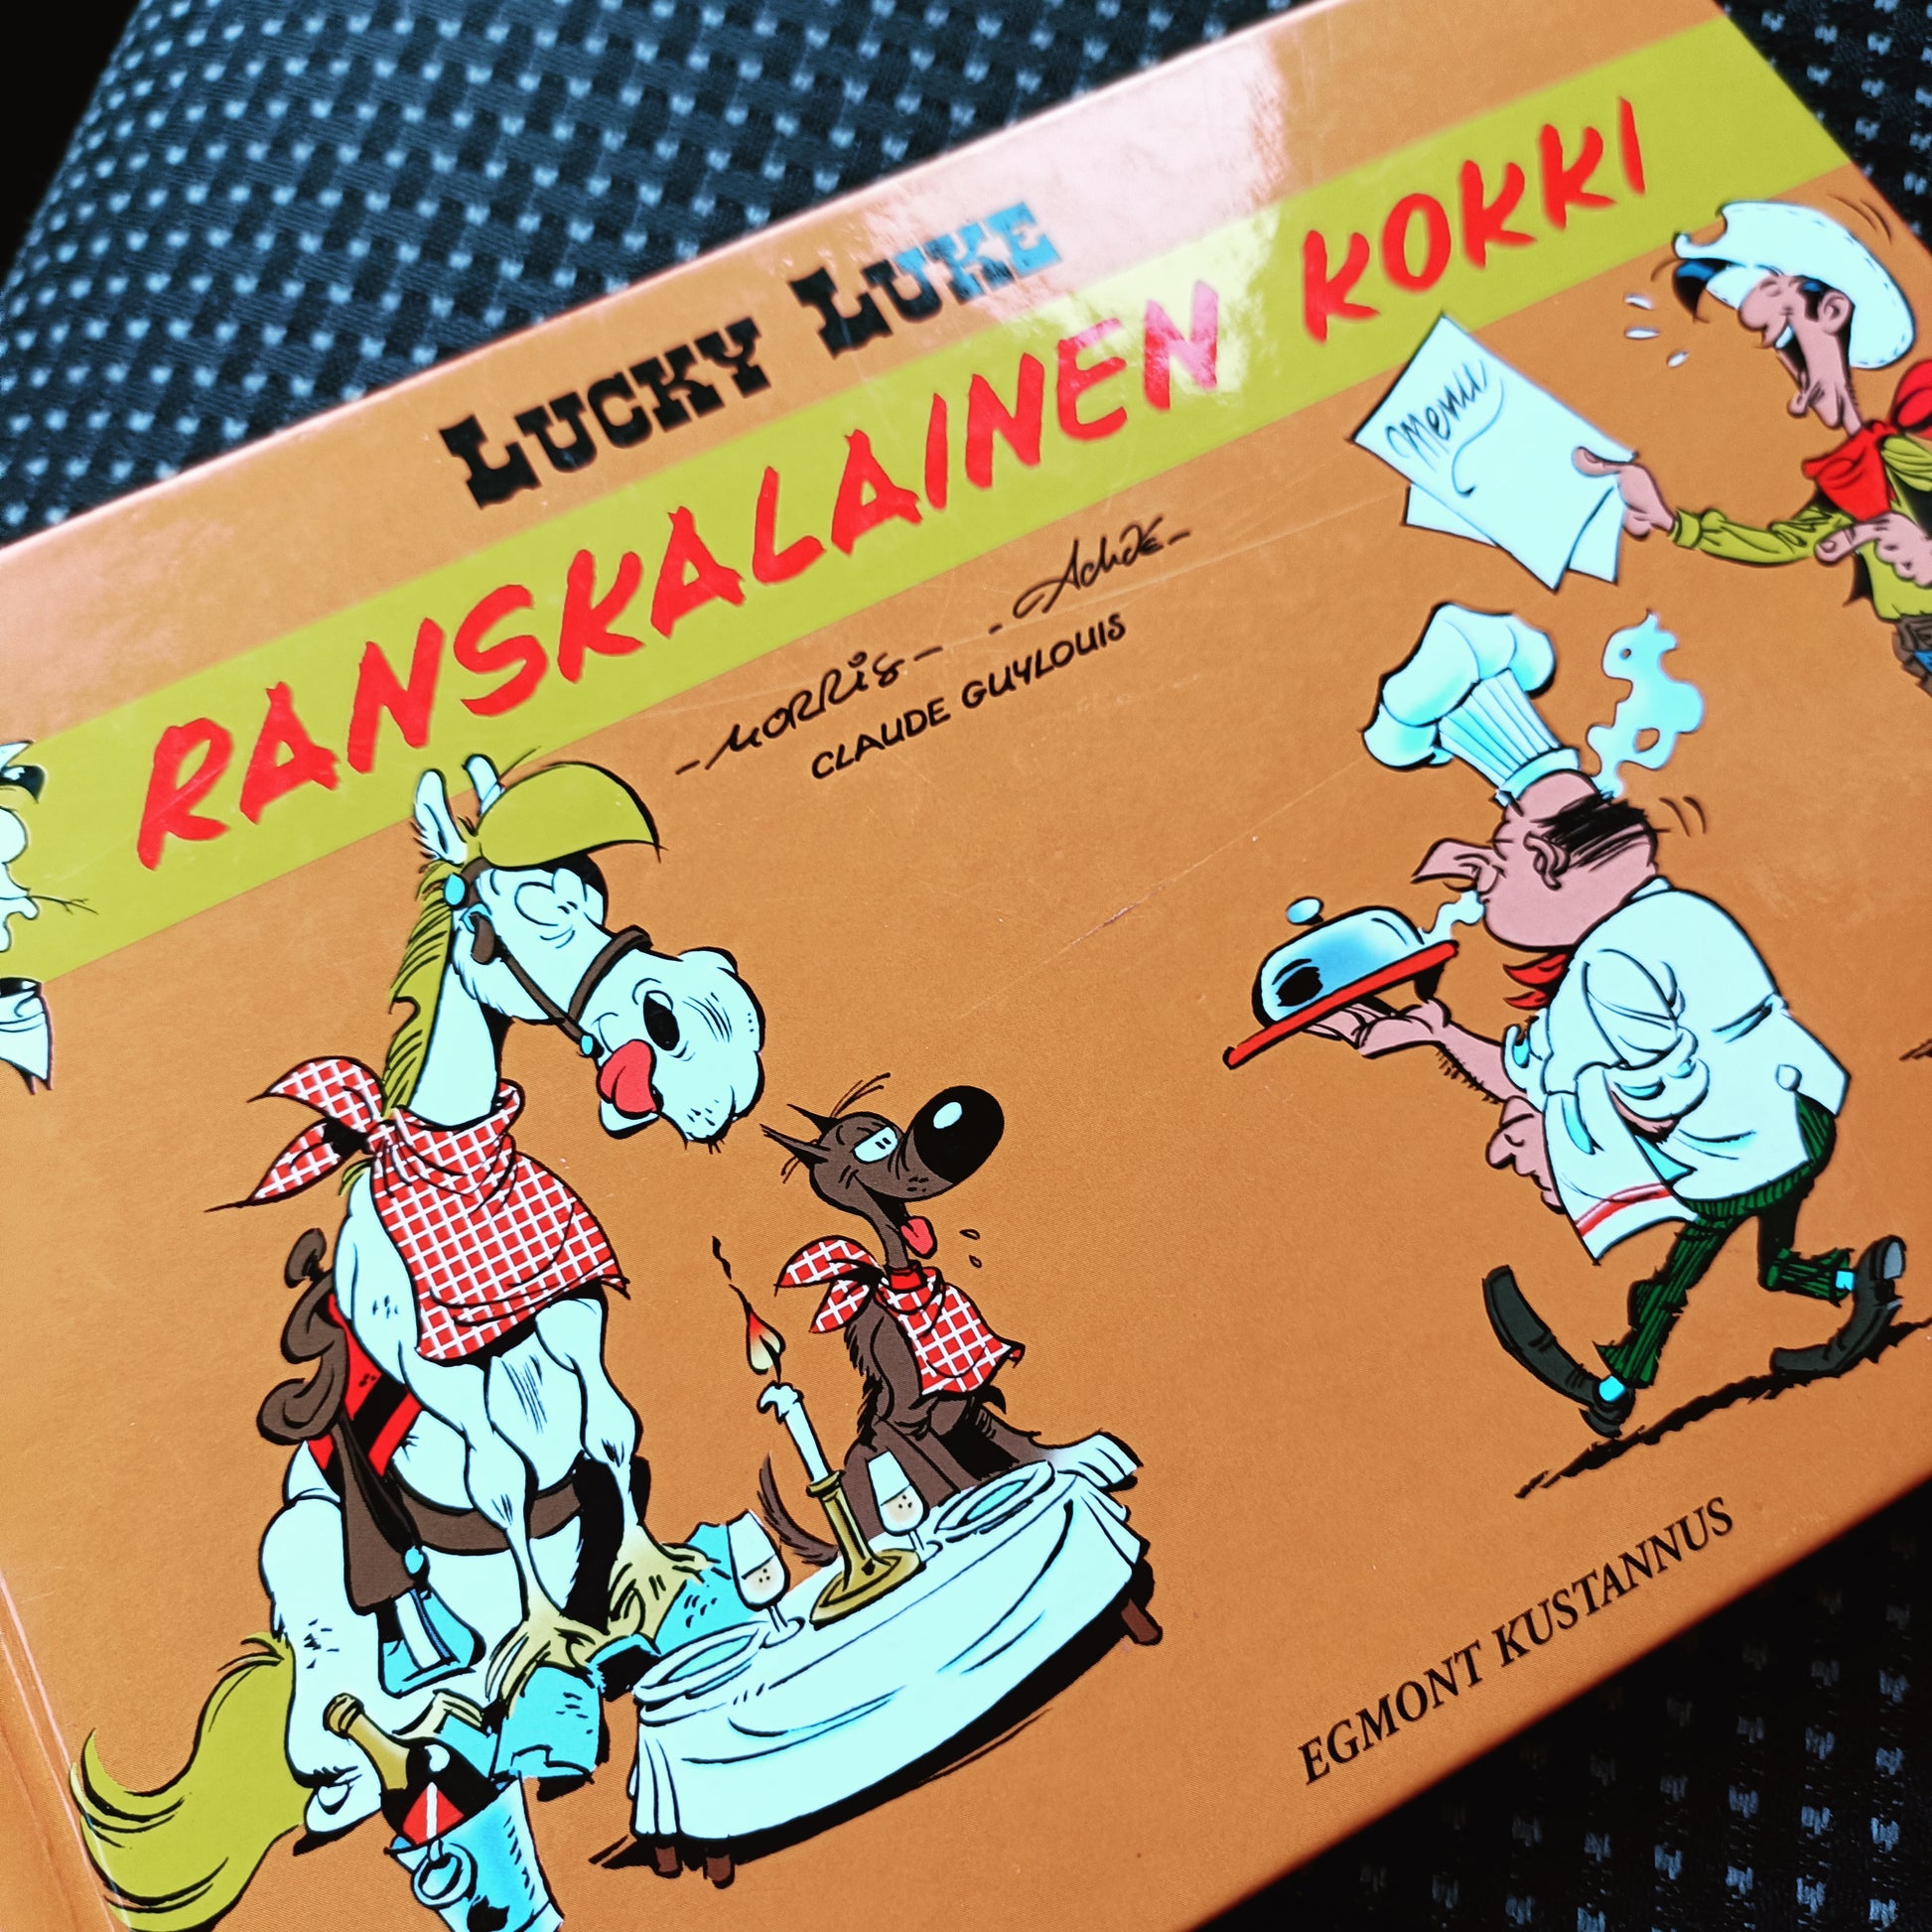 LUCKY LUKE
RANSKALAINEN KOKKI
Menu
- MORRIS - - Achdé -
CLAUDE GUYLOUIS
EGMONT KUSTANNUS